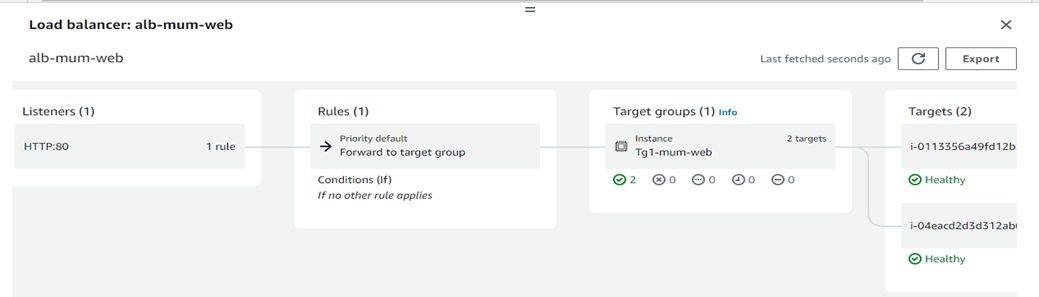 Load balancer: alb-mum-web
alb-mum-web
Last fetched seconds ago
Export
Listeners (1)
HTTP:80
1 rule
Rules (1)
Priority default
Forward to target group
Conditions (If)
If no other rule applies
Target groups (1) Info
Instance
2 targets
Tg1-mum-web
2 0 0 0 0
Targets (2)
i-0113356a49fd12b
Healthy
i-04eacd2d3d312ab
Healthy